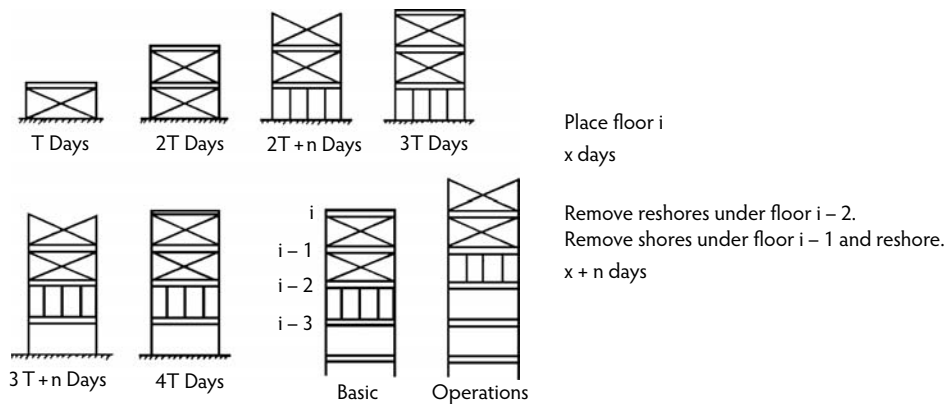 T Days
2T Days
2T + n Days
3T Days
Place floor i
x days
Remove reshores under floor i – 2.
Remove shores under floor i – 1 and reshore.
x + n days
i
i – 1
i – 2
i – 3
3 T + n Days
4T Days
Basic
Operations